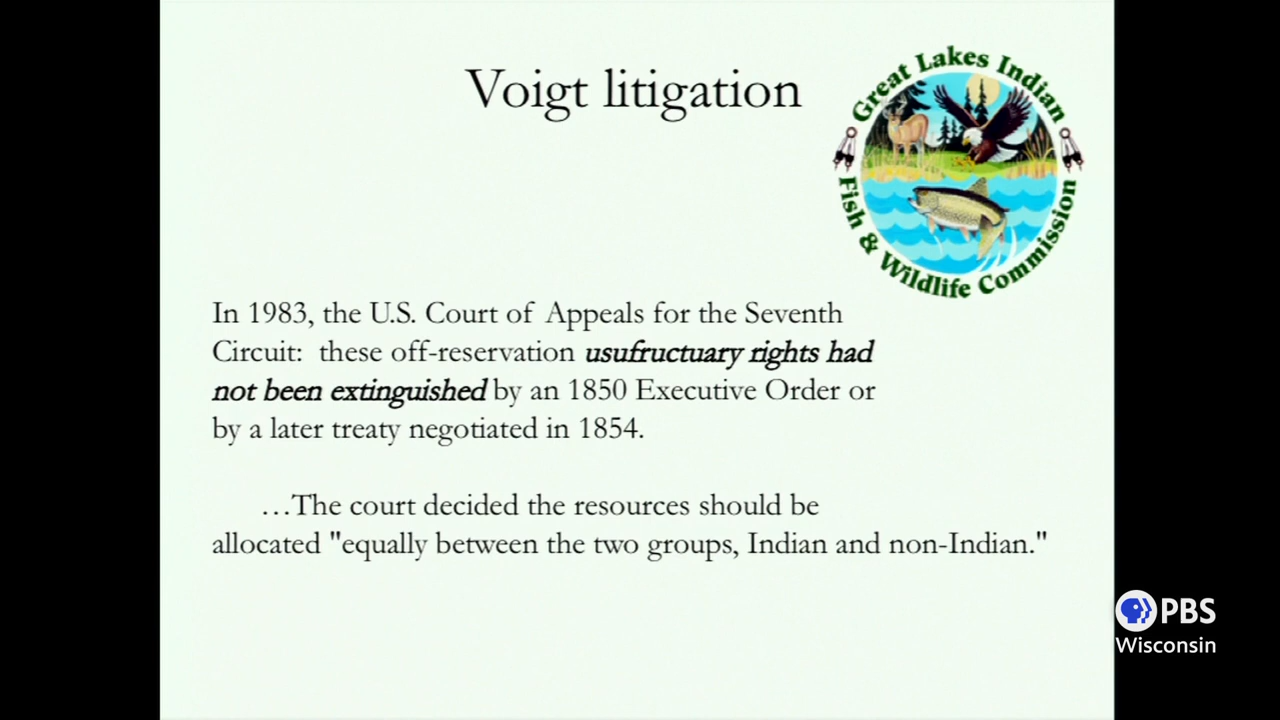 Voigt litigation
Great Lakes Indian
Fish & Wildlife Commission
In 1983, the U.S. Court of Appeals for the Seventh
Circuit: these off-reservation usufructuary rights had
not been extinguished by an 1850 Executive Order or
by a later treaty negotiated in 1854.
…The court decided the resources should be
allocated "equally between the two groups, Indian and non-Indian."
PBS
Wisconsin